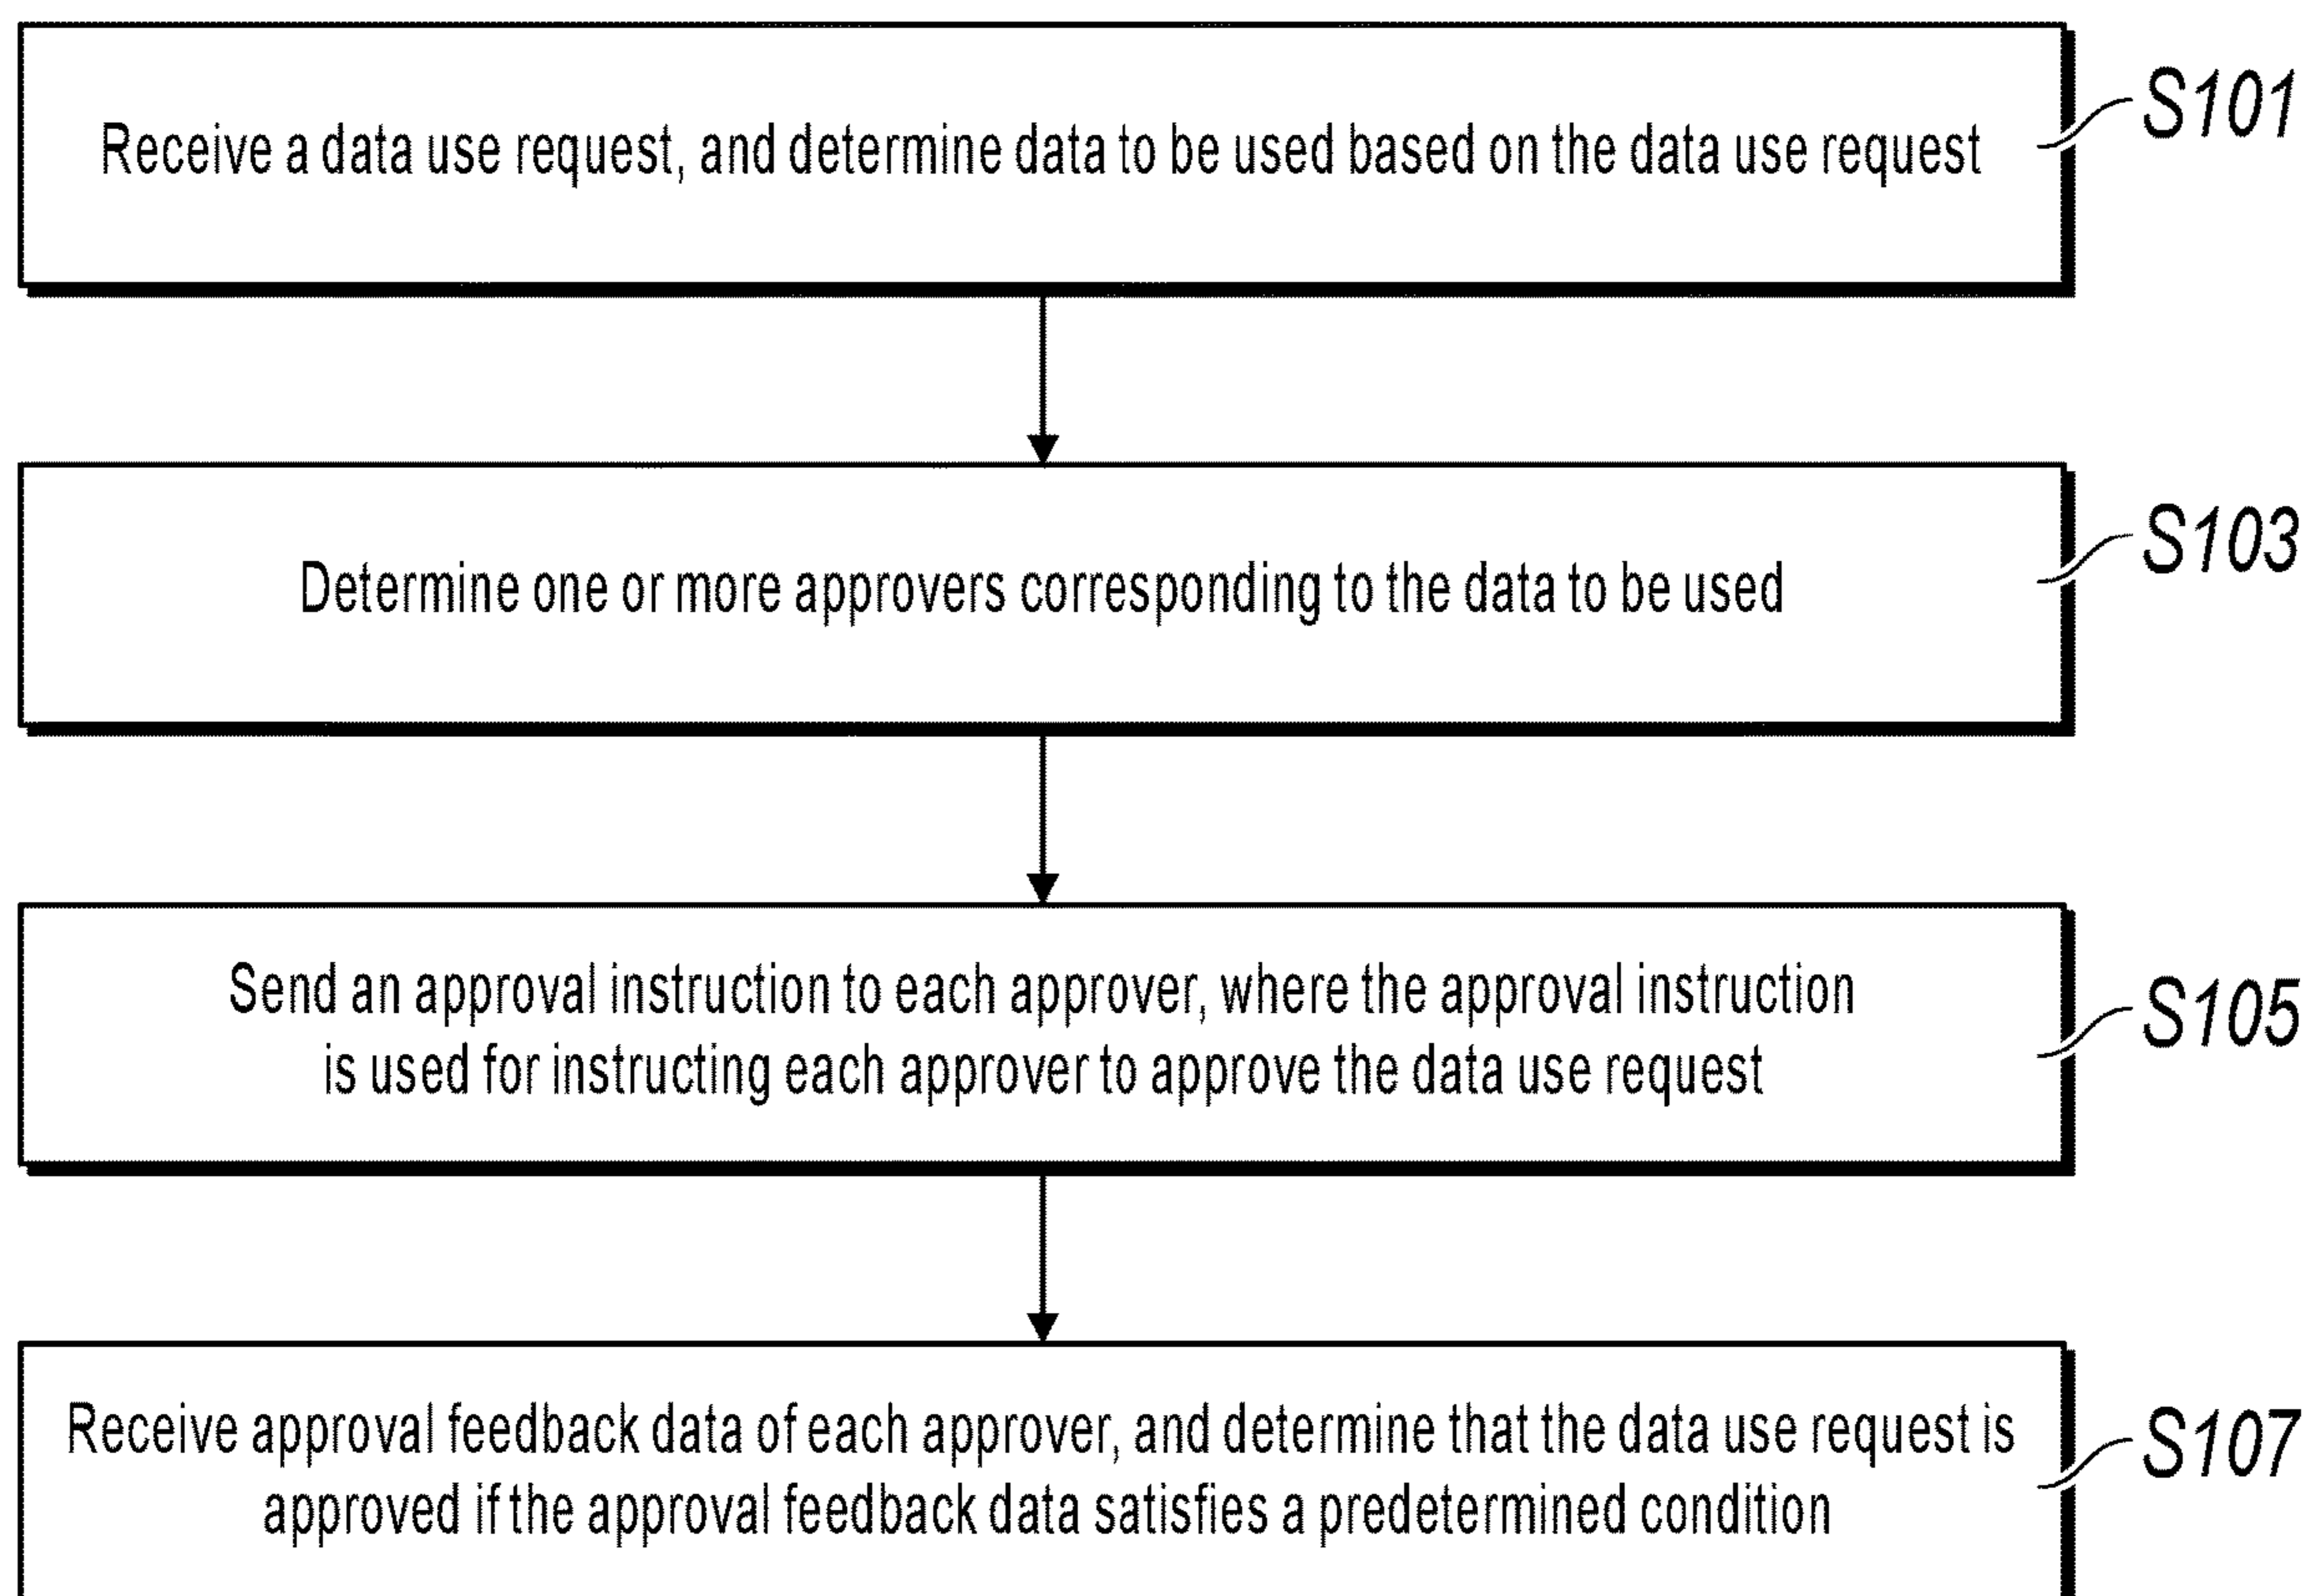 Receive a data use request, and determine data to be used based on the data use request
S101
Determine one or more approvers corresponding to the data to be used
S103
Send an approval instruction to each approver, where the approval instruction
is used for instructing each approver to approve the data use request
S105
Receive approval feedback data of each approver, and determine that the data use request is
approved if the approval feedback data satisfies a predetermined condition
S107